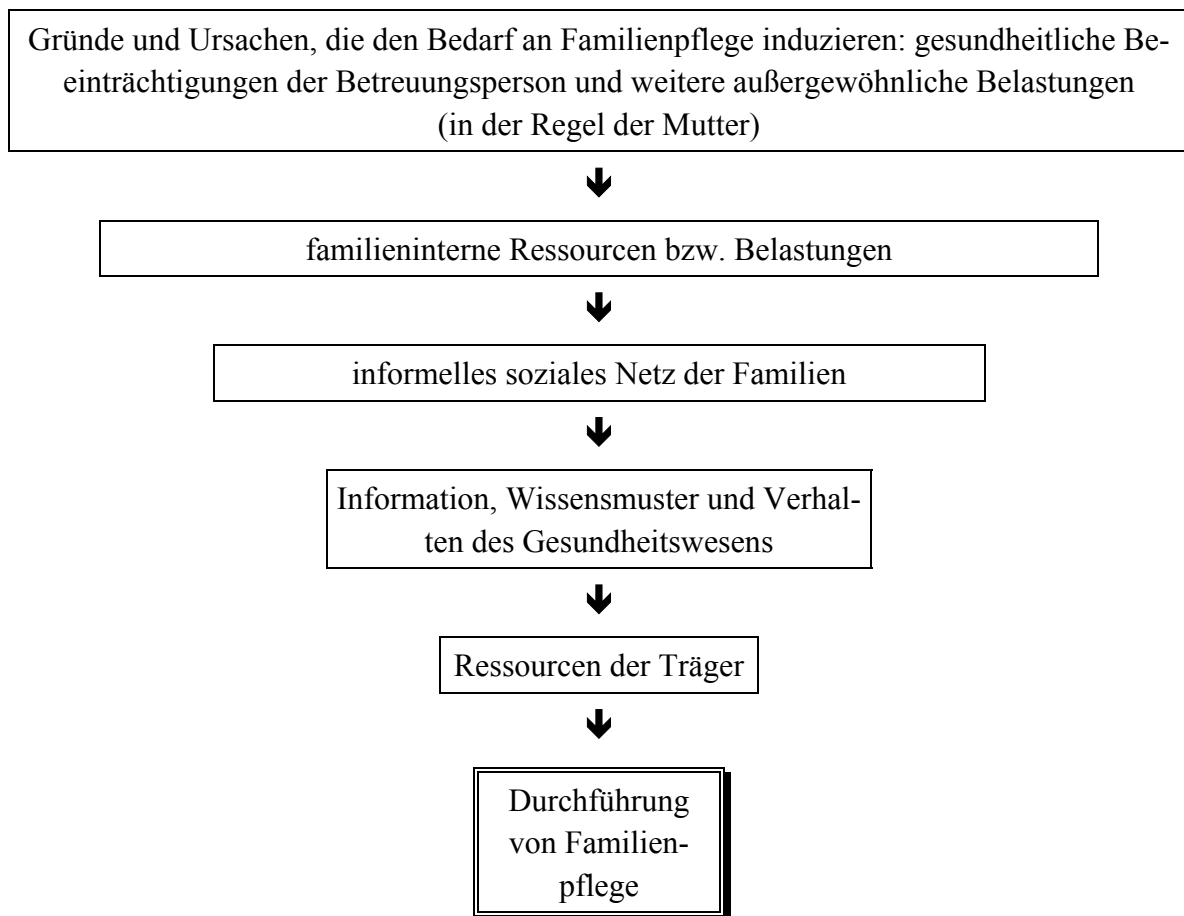 Gründe und Ursachen, die den Bedarf an Familienpflege induzieren: gesundheitliche Be-
einträchtigungen der Betreuungsperson und weitere außergewöhnliche Belastungen
(in der Regel der Mutter)
familieninterne Ressourcen bzw. Belastungen
informelles soziales Netz der Familien
Information, Wissensmuster und Verhal-
ten des Gesundheitswesens
Ressourcen der Träger
Durchführung
von Familien-
pflege